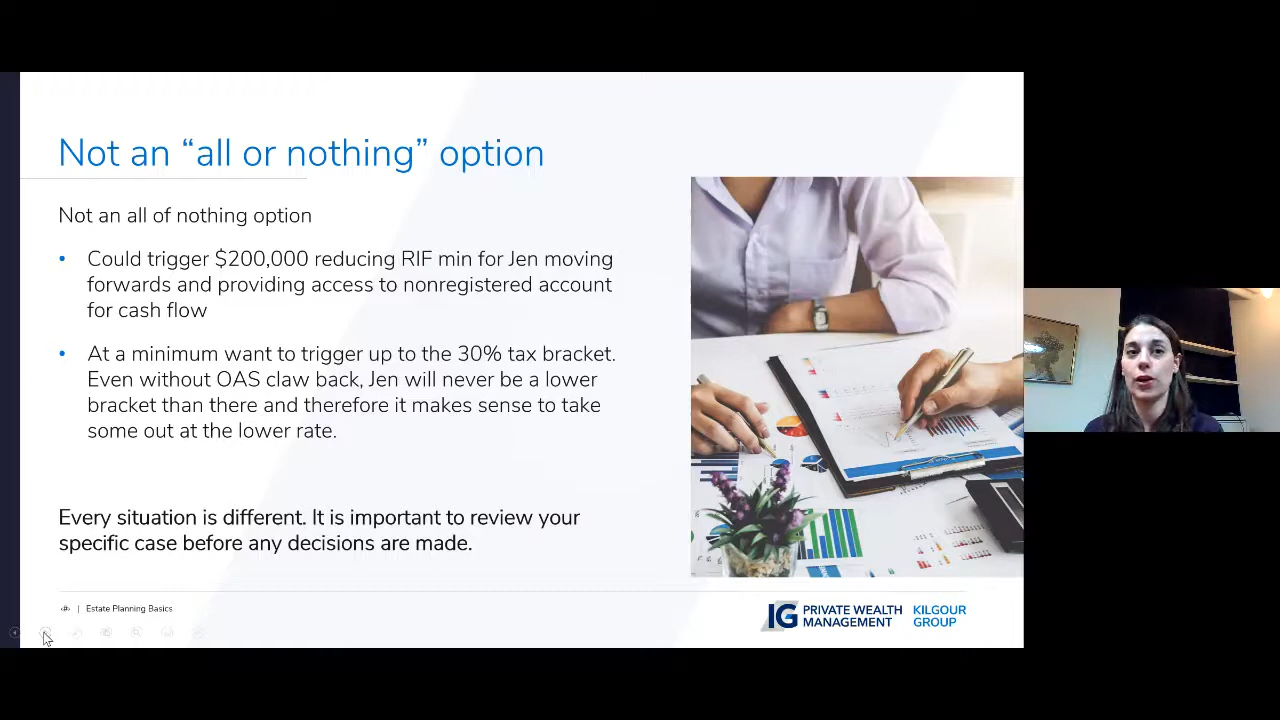 Not an “all or nothing” option
Not an all of nothing option
• Could trigger $200,000 reducing RIF min for Jen moving
forwards and providing access to nonregistered account
for cash flow
• At a minimum want to trigger up to the 30% tax bracket.
Even without OAS claw back, Jen will never be a lower
bracket than there and therefore it makes sense to take
some out at the lower rate.
Every situation is different. It is important to review your
specific case before any decisions are made.
| Estate Planning Basics
IG PRIVATE WEALTH MANAGEMENT
KILGOUR GROUP